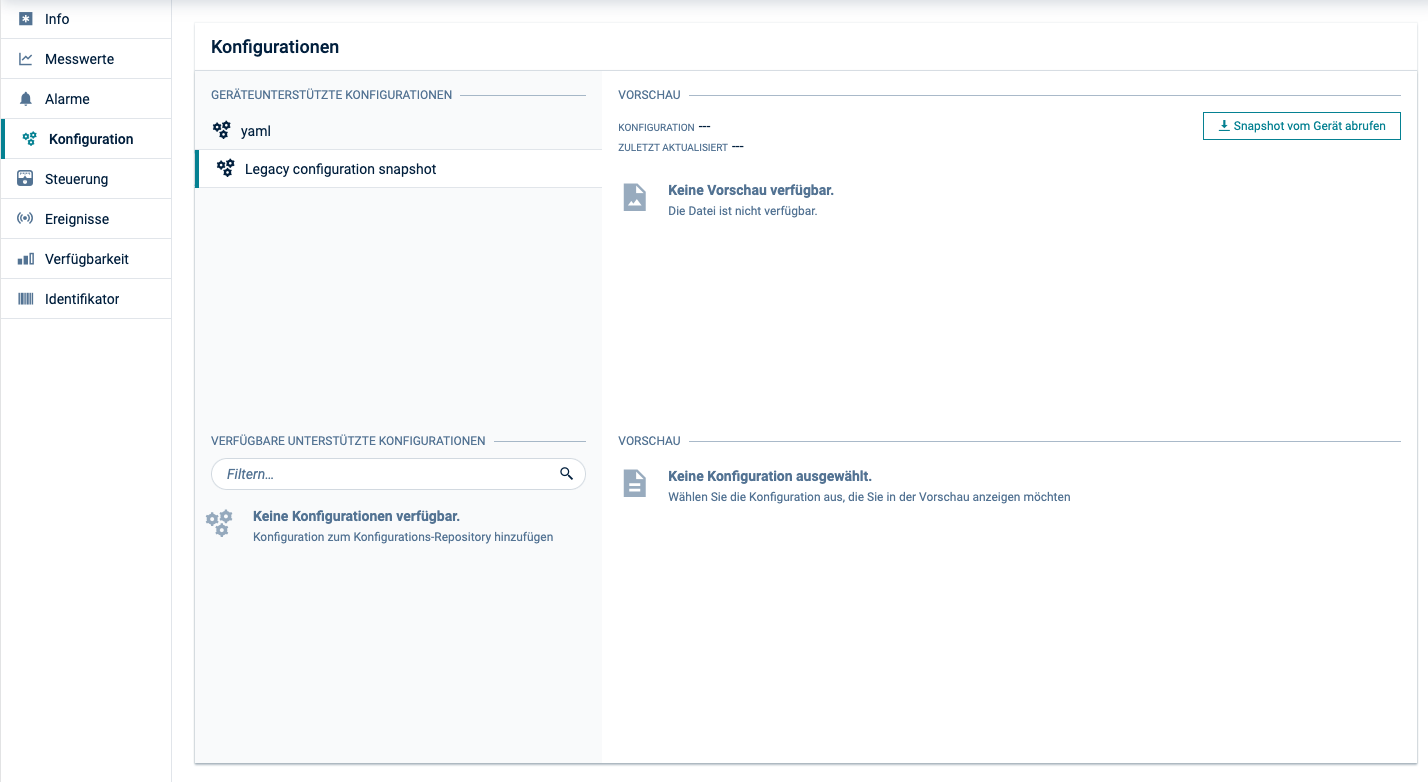 Info
Messwerte
Alarme
Konfiguration
Steuerung
Ereignisse
Verfügbarkeit
Identifikator
Konfigurationen
GERÄTEUNTERSTÜTZTE KONFIGURATIONEN
yaml
Legacy configuration snapshot
VORSCHAU
KONFIGURATION ---
ZULETZT AKTUALISIERT ---
Snapshot vom Gerät abrufen
Keine Vorschau verfügbar.
Die Datei ist nicht verfügbar.
VERFÜGBARE UNTERSTÜTZTE KONFIGURATIONEN
Filtern...
Keine Konfigurationen verfügbar.
Konfiguration zum Konfigurations-Repository hinzufügen
VORSCHAU
Keine Konfiguration ausgewählt.
Wählen Sie die Konfiguration aus, die Sie in der Vorschau anzeigen möchten